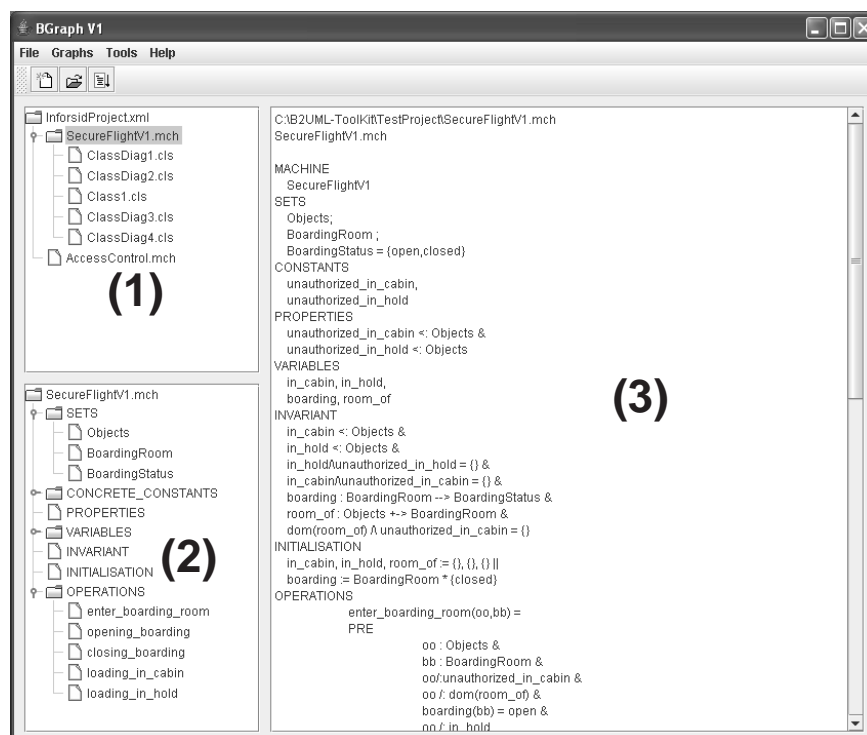 BGraph V1
File Graphs Tools Help
InforsidProject.xml
SecureFlightV1.mch
ClassDiag1.cls
ClassDiag2.cls
Class1.cls
ClassDiag3.cls
ClassDiag4.cls
AccessControl.mch
(1)
SecureFlightV1.mch
SETS
Objects
BoardingRoom
BoardingStatus
CONCRETE_CONSTANTS
PROPERTIES
VARIABLES
INVARIANT
INITIALISATION
OPERATIONS
enter_boarding_room
opening_boarding
closing_boarding
loading_in_cabin
loading_in_hold
(2)
C:\B2UML-ToolKit\TestProject\SecureFlightV1.mch
SecureFlightV1.mch
MACHINE
SecureFlightV1
SETS
Objects;
BoardingRoom ;
BoardingStatus = {open,closed}
CONSTANTS
unauthorized_in_cabin,
unauthorized_in_hold
PROPERTIES
unauthorized_in_cabin <: Objects &
unauthorized_in_hold <: Objects
VARIABLES
in_cabin, in_hold,
boarding, room_of
INVARIANT
in_cabin <: Objects &
in_hold <: Objects &
in_hold/\unauthorized_in_hold = {} &
in_cabin/\unauthorized_in_cabin = {} &
boarding : BoardingRoom --> BoardingStatus &
room_of : Objects +-> BoardingRoom &
dom(room_of) /\ unauthorized_in_cabin = {}
INITIALISATION
in_cabin, in_hold, room_of := {}, {}, {} ||
boarding := BoardingRoom * {closed}
OPERATIONS
enter_boarding_room(oo,bb) =
PRE
oo : Objects &
bb : BoardingRoom &
oo/:unauthorized_in_cabin &
oo /: dom(room_of) &
boarding(bb) = open &
oo /: in_hold
(3)